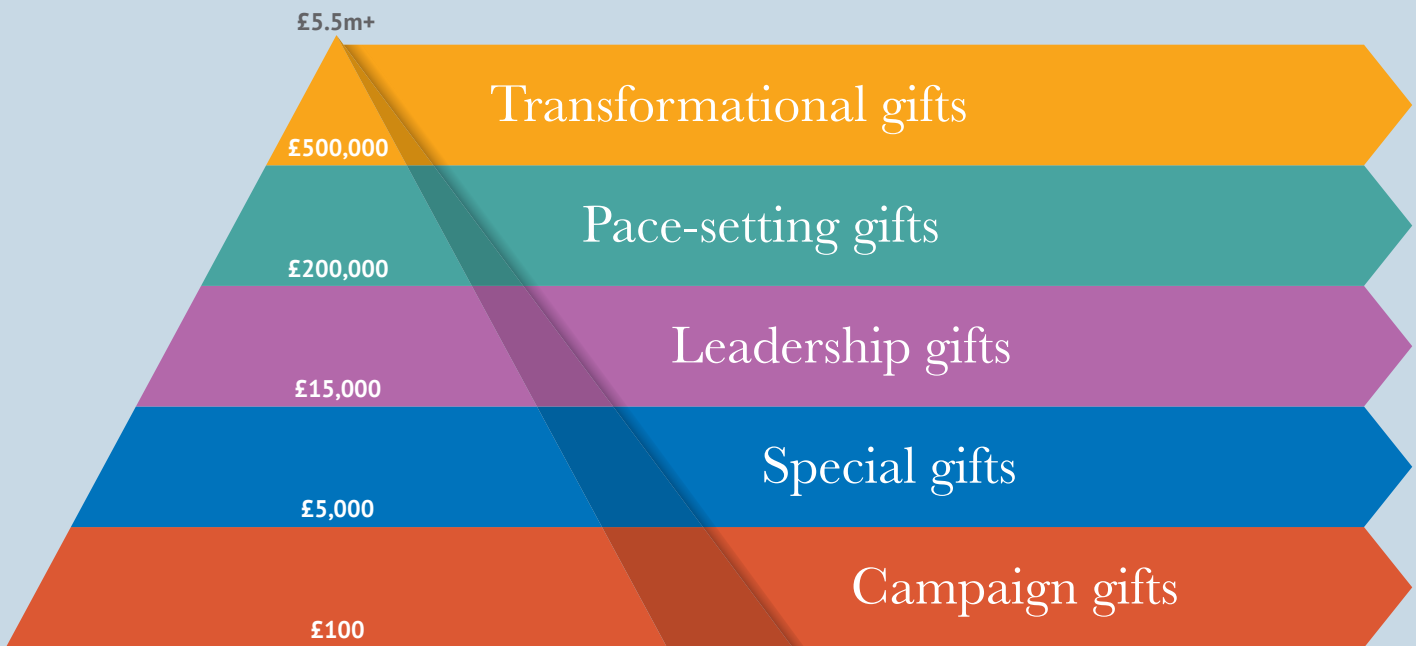 £5.5m+
Transformational gifts
£500,000
Pace-setting gifts
£200,000
Leadership gifts
£15,000
Special gifts
£5,000
Campaign gifts
£100